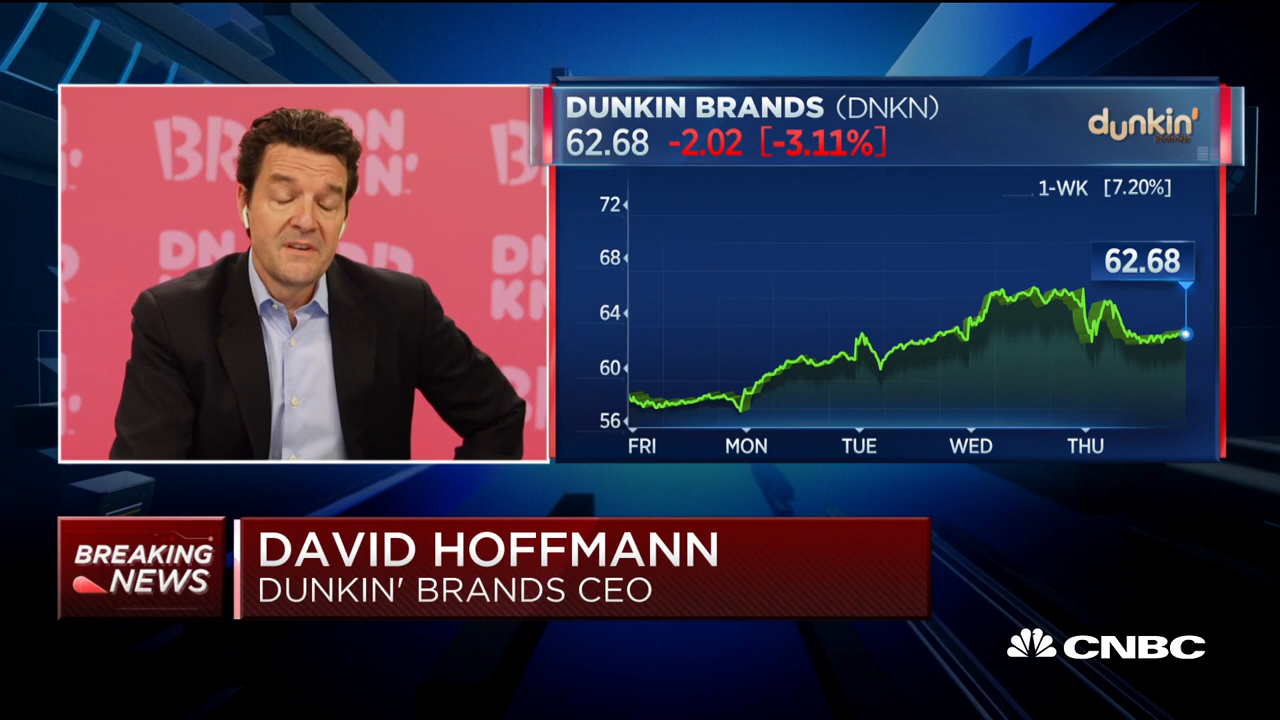 DUNKIN BRANDS (DNKN)
62.68 -2.02 [-3.11%]
dunkin'
1-WK [7.20%]
72
68
64
60
56
62.68
FRI MON TUE WED THU
BREAKING
NEWS
DAVID HOFFMANN
DUNKIN' BRANDS CEO
CNBC